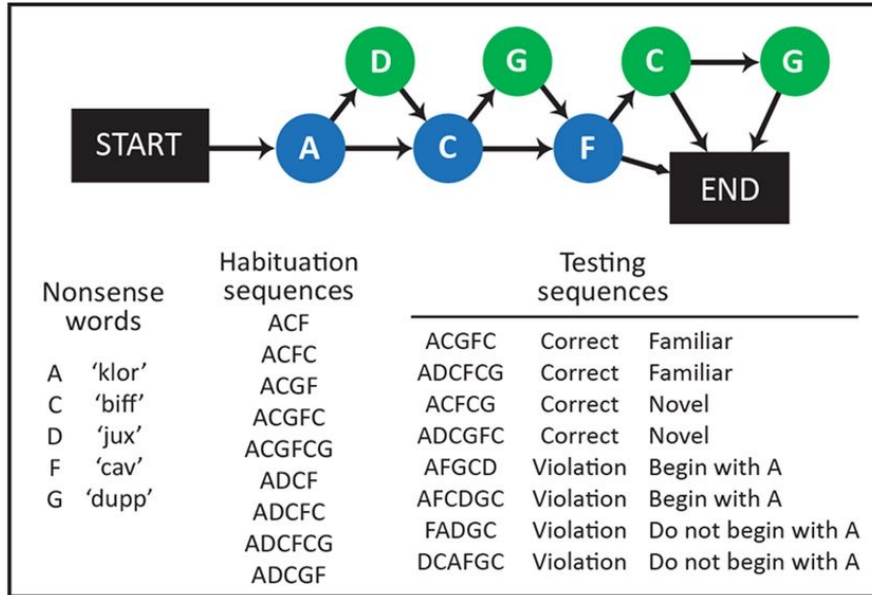 D G C G
START A C F
END
Nonsense
words
A 'klor'
C 'biff'
D 'jux'
F 'cav'
G 'dupp'
Habituation
sequences
ACF
ACFC
ACGF
ACGFC
ACGFCG
ADCF
ADCFC
ADCFCG
ADCGF
Testing
sequences
ACGFC Correct Familiar
ADCFCG Correct Familiar
ACFCG Correct Novel
ADCGFC Correct Novel
AFGCD Violation Begin with A
AFCDGC Violation Begin with A
FADGC Violation Do not begin with A
DCAFGC Violation Do not begin with A